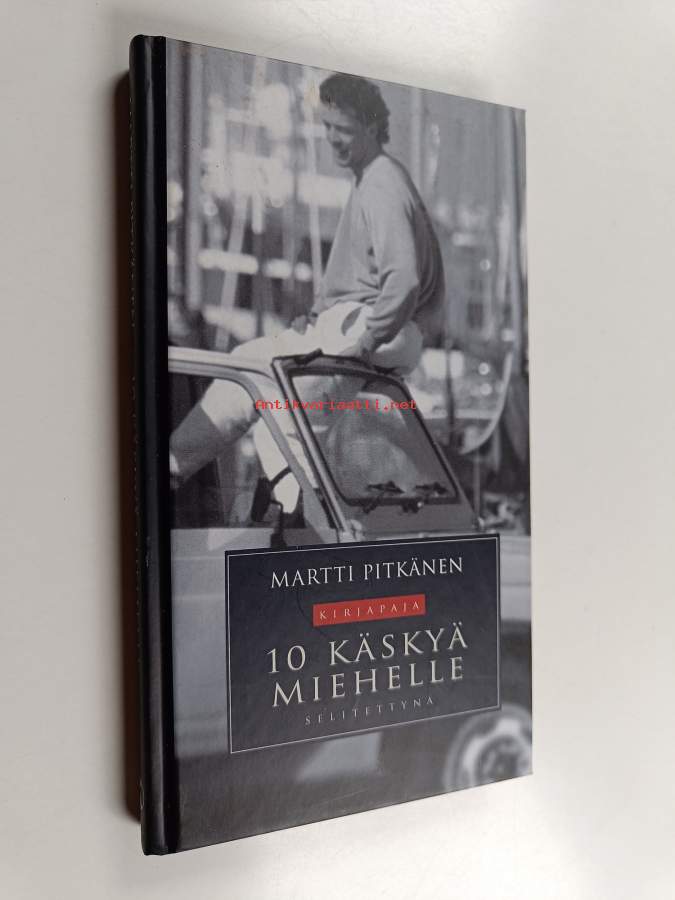 Antikvariaatti.net
MARTTI PITKÄNEN
KIRJAPAJA
10 KÄSKYÄ
MIEHELLE
SELITETTYNÄ